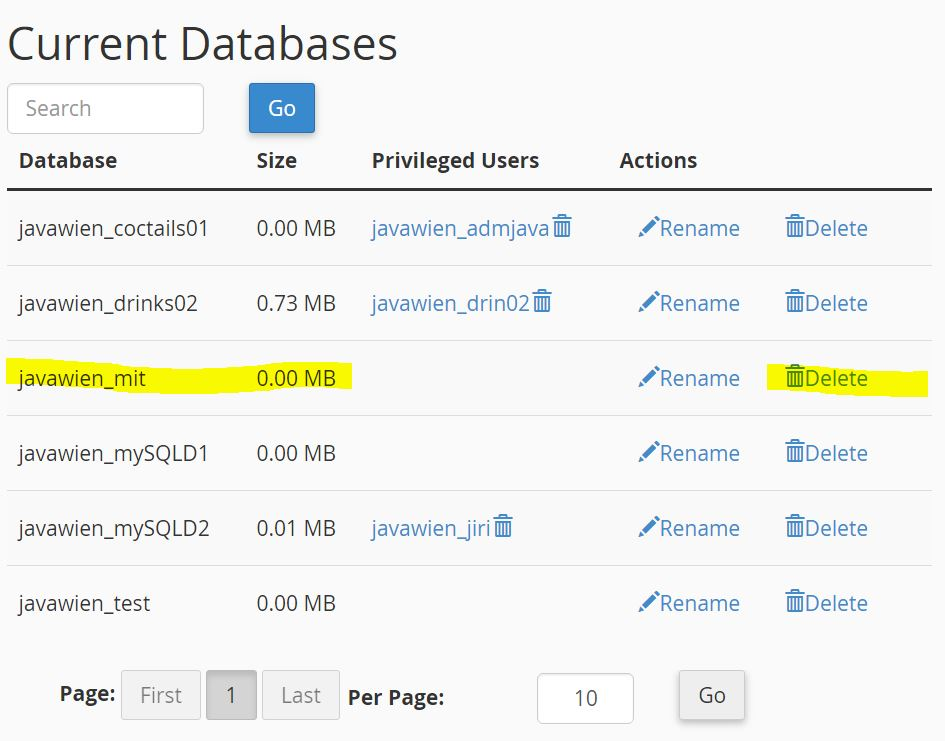 Current Databases
Search Go
Database Size Privileged Users Actions
javawien_coctails01 0.00 MB javawien_admjava Rename Delete
javawien_drinks02 0.73 MB javawien_drin02 Rename Delete
javawien_mit 0.00 MB Rename Delete
javawien_mySQLD1 0.00 MB Rename Delete
javawien_mySQLD2 0.01 MB javawien_jiri Rename Delete
javawien_test 0.00 MB Rename Delete
Page: First 1 Last Per Page: 10 Go